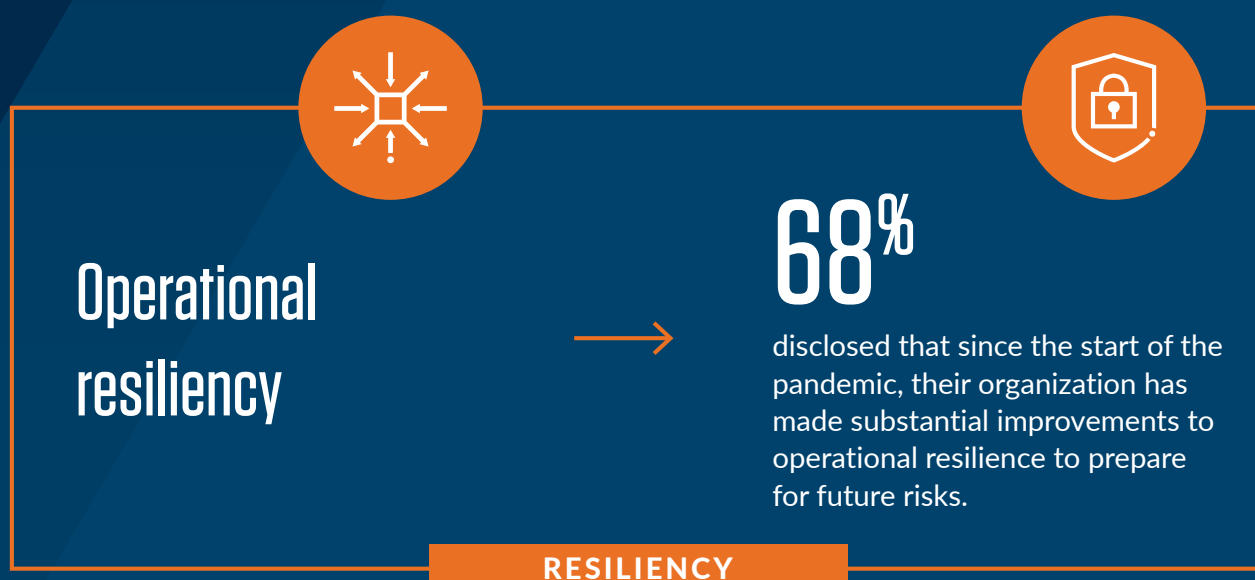 Operational
resiliency
68%
disclosed that since the start of the
pandemic, their organization has
made substantial improvements to
operational resilience to prepare
for future risks.
RESILIENCY